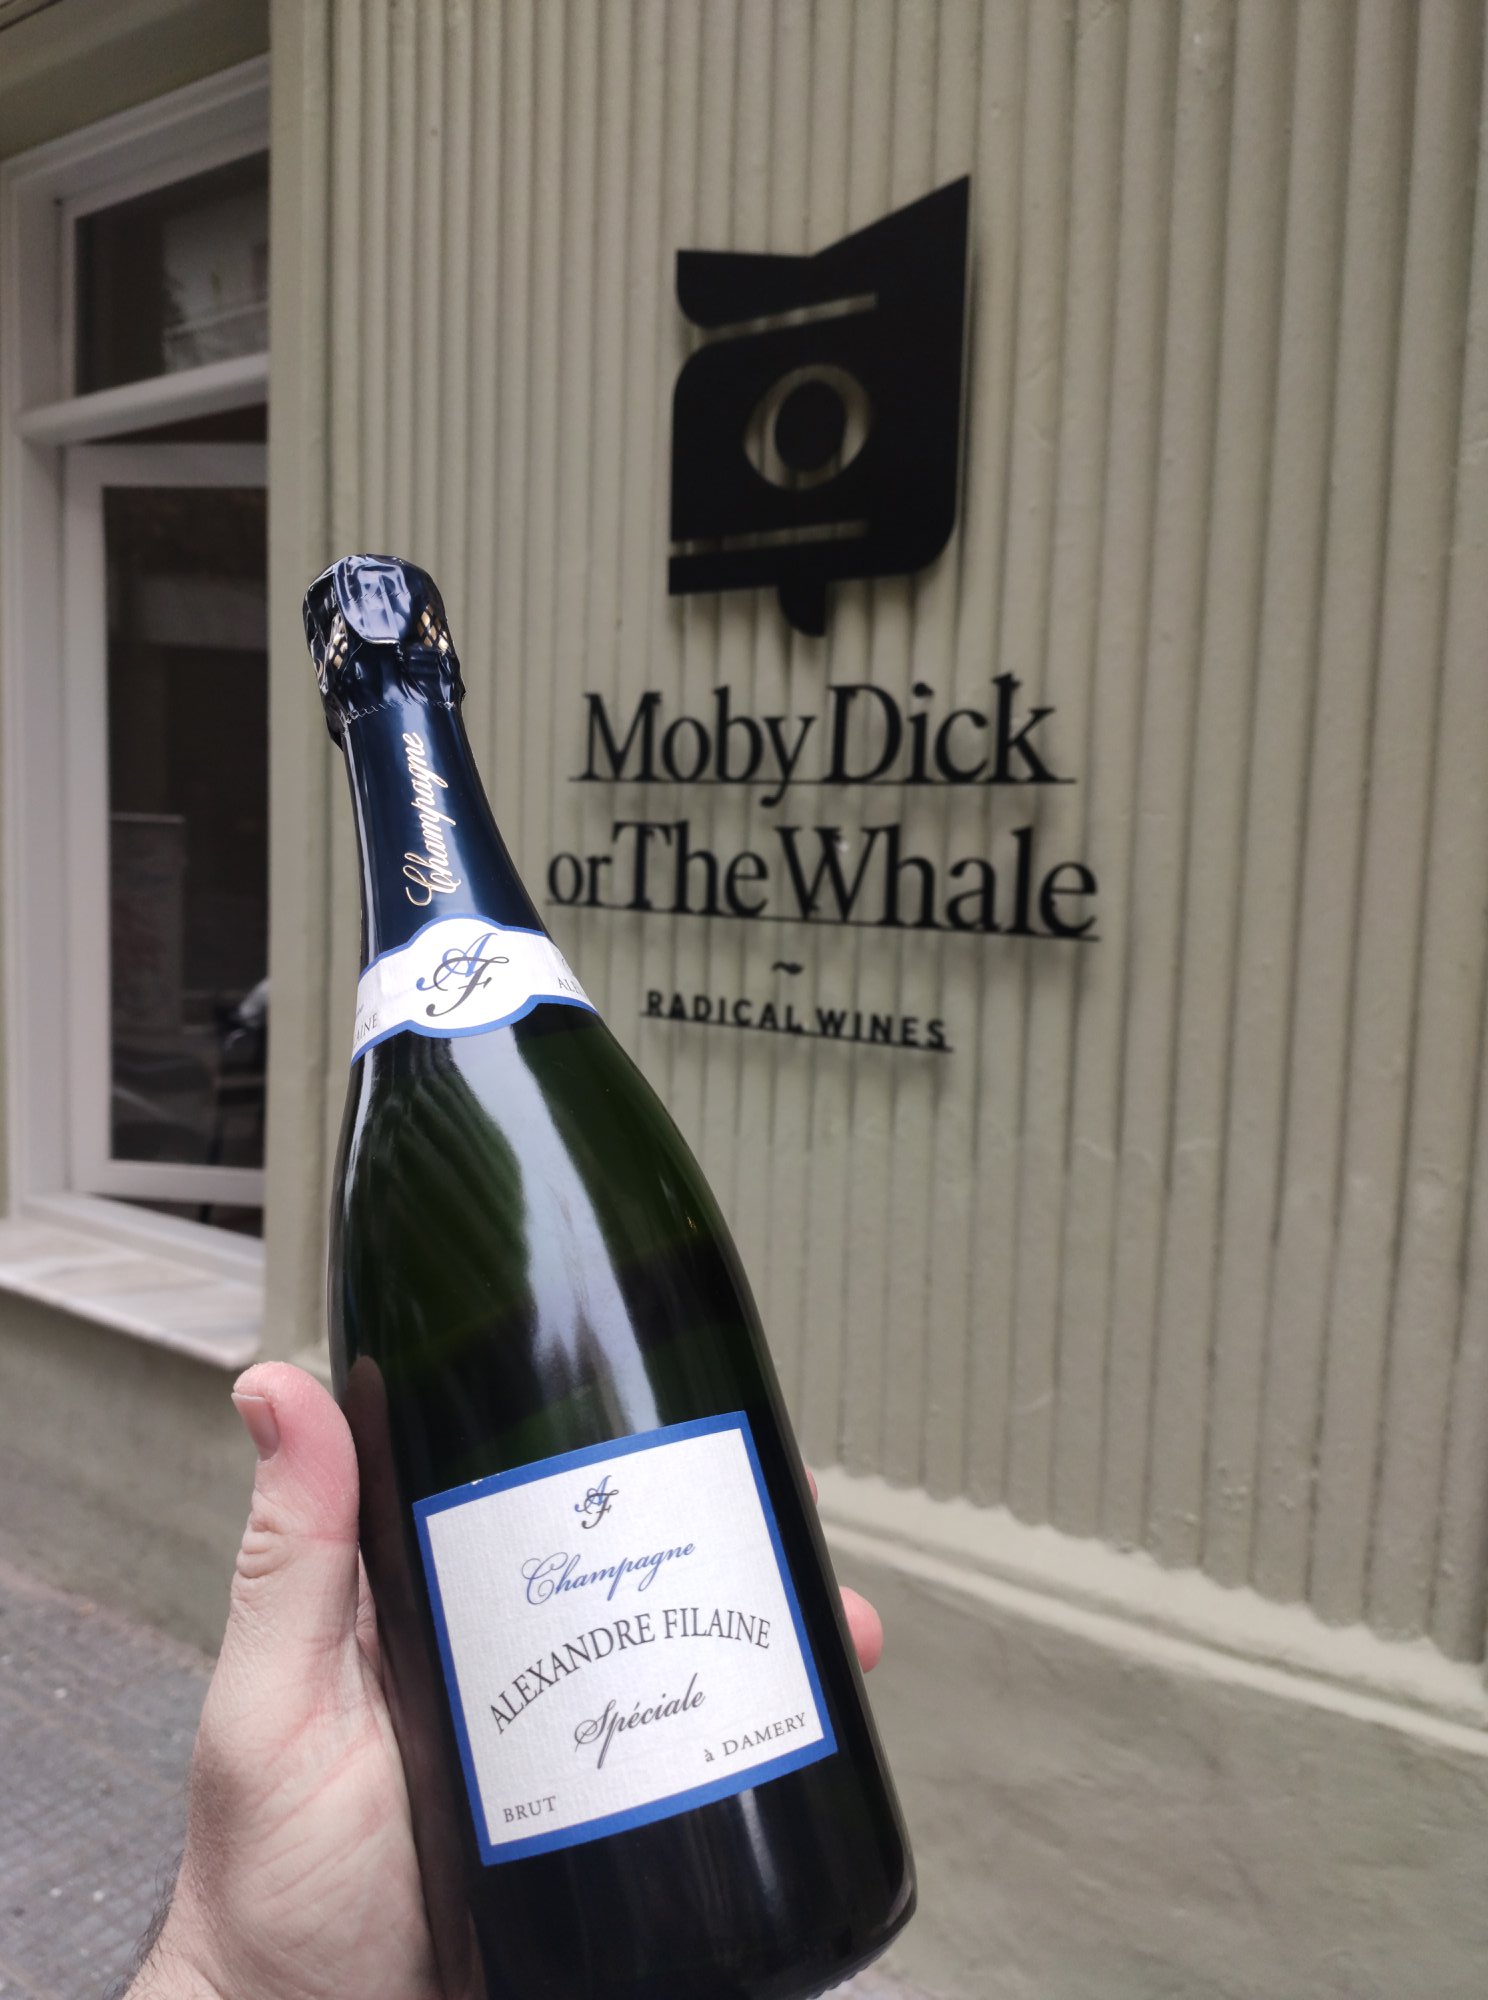 Moby Dick
or The Whale
RADICAL WINES
Champagne
AF
AF
Champagne
ALEXANDRE FILAINE
Spéciale
à DAMERY
BRUT